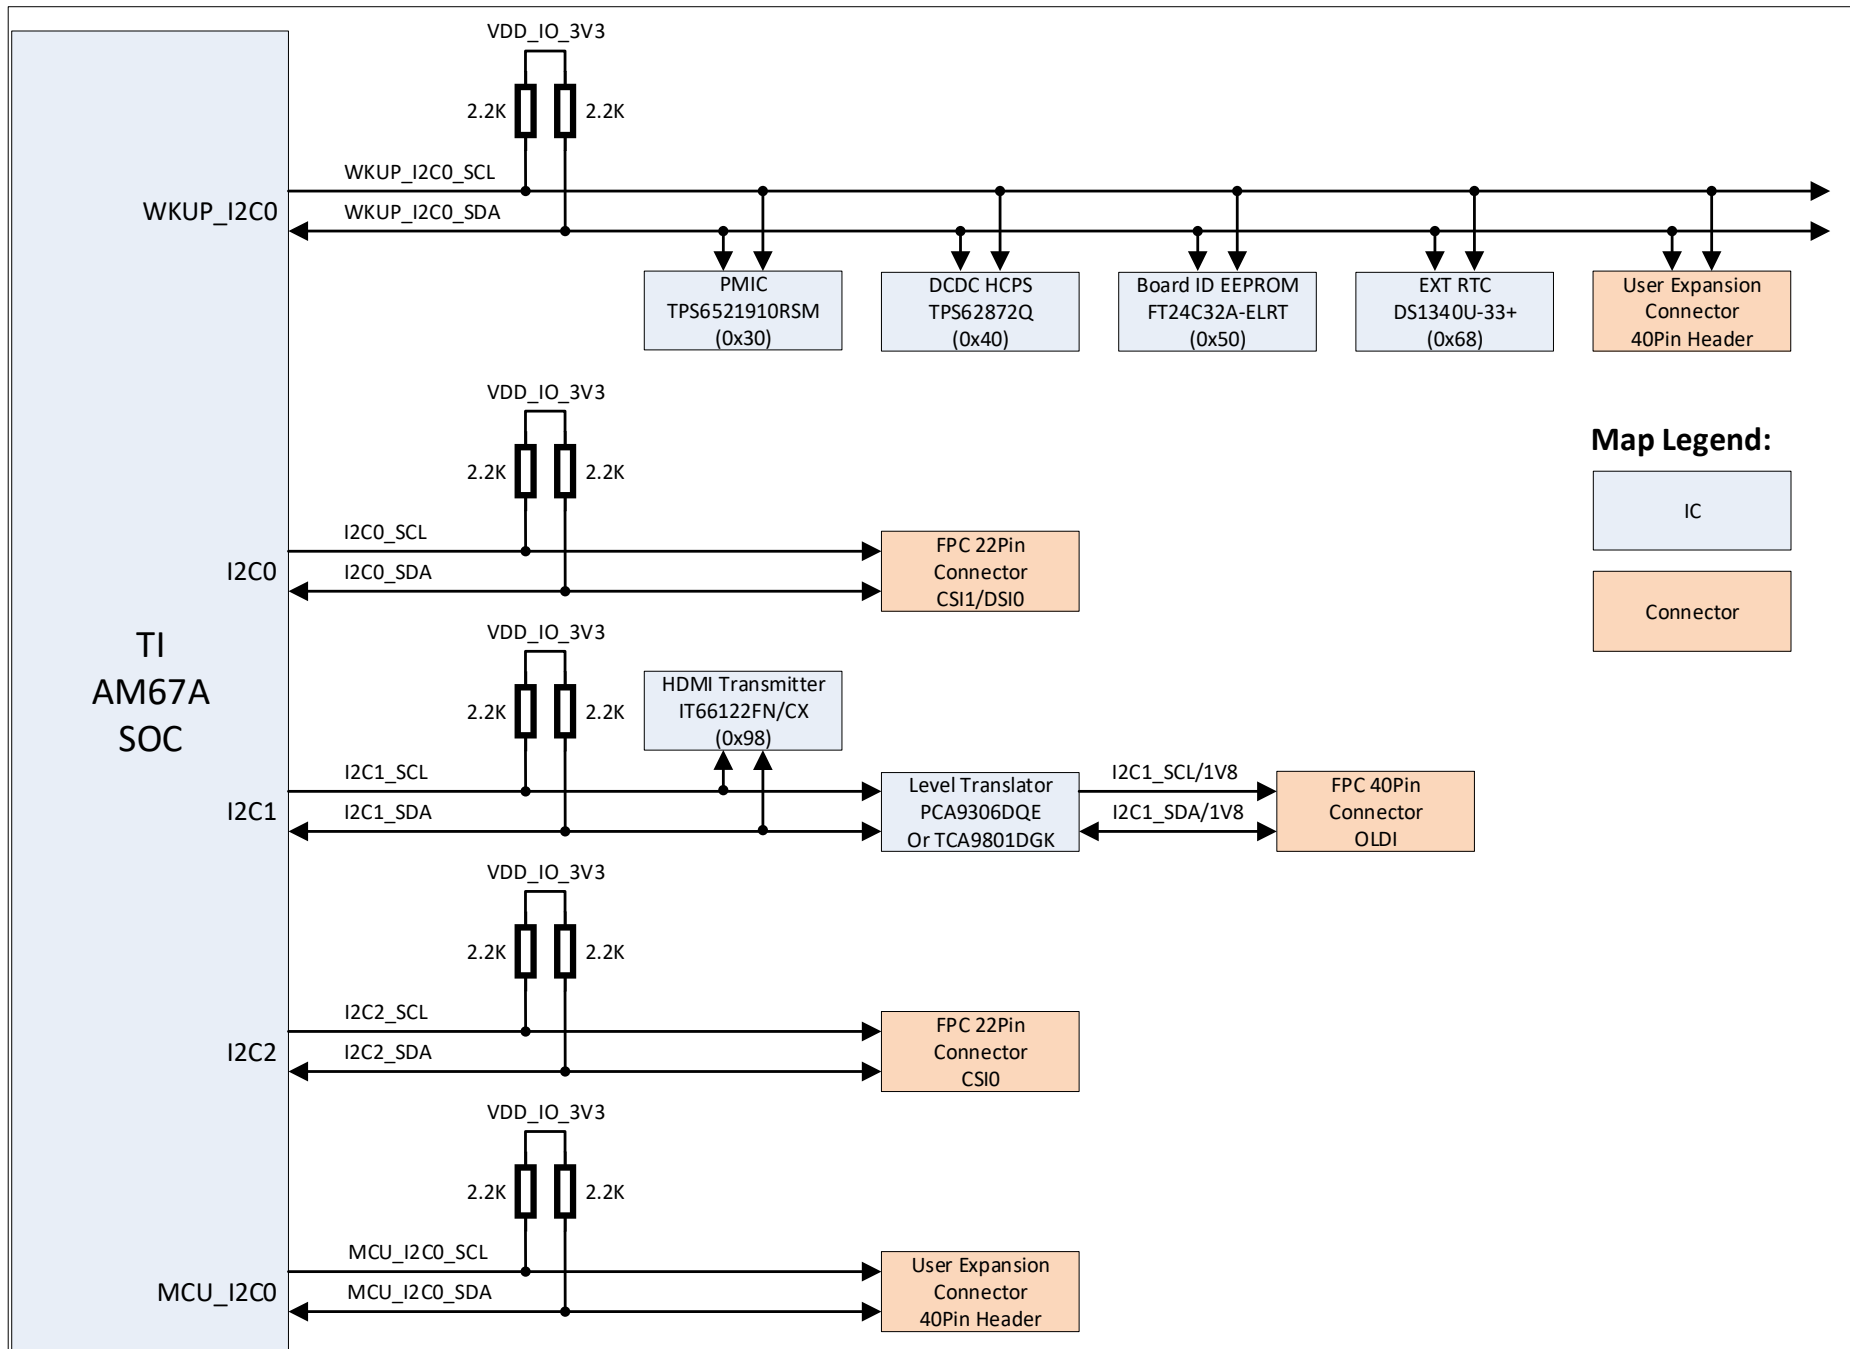 VDD_IO_3V3
2.2K
2.2K
WKUP_I2C0_SCL
WKUP_I2C0
WKUP_I2C0_SDA
PMIC
TPS6521910RSM
(0x30)
DCDC HCPS
TPS62872Q
(0x40)
Board ID EEPROM
FT24C32A-ELRT
(0x50)
EXT RTC
DS1340U-33+
(0x68)
User Expansion
Connector
40Pin Header
VDD_IO_3V3
2.2K
2.2K
Map Legend:
IC
Connector
I2C0_SCL
I2C0
I2C0_SDA
FPC 22Pin
Connector
CSI1/DSI0
TI
AM67A
SOC
VDD_IO_3V3
2.2K
2.2K
HDMI Transmitter
IT66122FN/CX
(0x98)
I2C1_SCL
I2C1
I2C1_SDA
Level Translator
PCA9306DQE
Or TCA9801DGK
I2C1_SCL/1V8
I2C1_SDA/1V8
FPC 40Pin
Connector
OLDI
VDD_IO_3V3
2.2K
2.2K
I2C2_SCL
I2C2
I2C2_SDA
FPC 22Pin
Connector
CSI0
VDD_IO_3V3
2.2K
2.2K
MCU_I2C0_SCL
MCU_I2C0
MCU_I2C0_SDA
User Expansion
Connector
40Pin Header